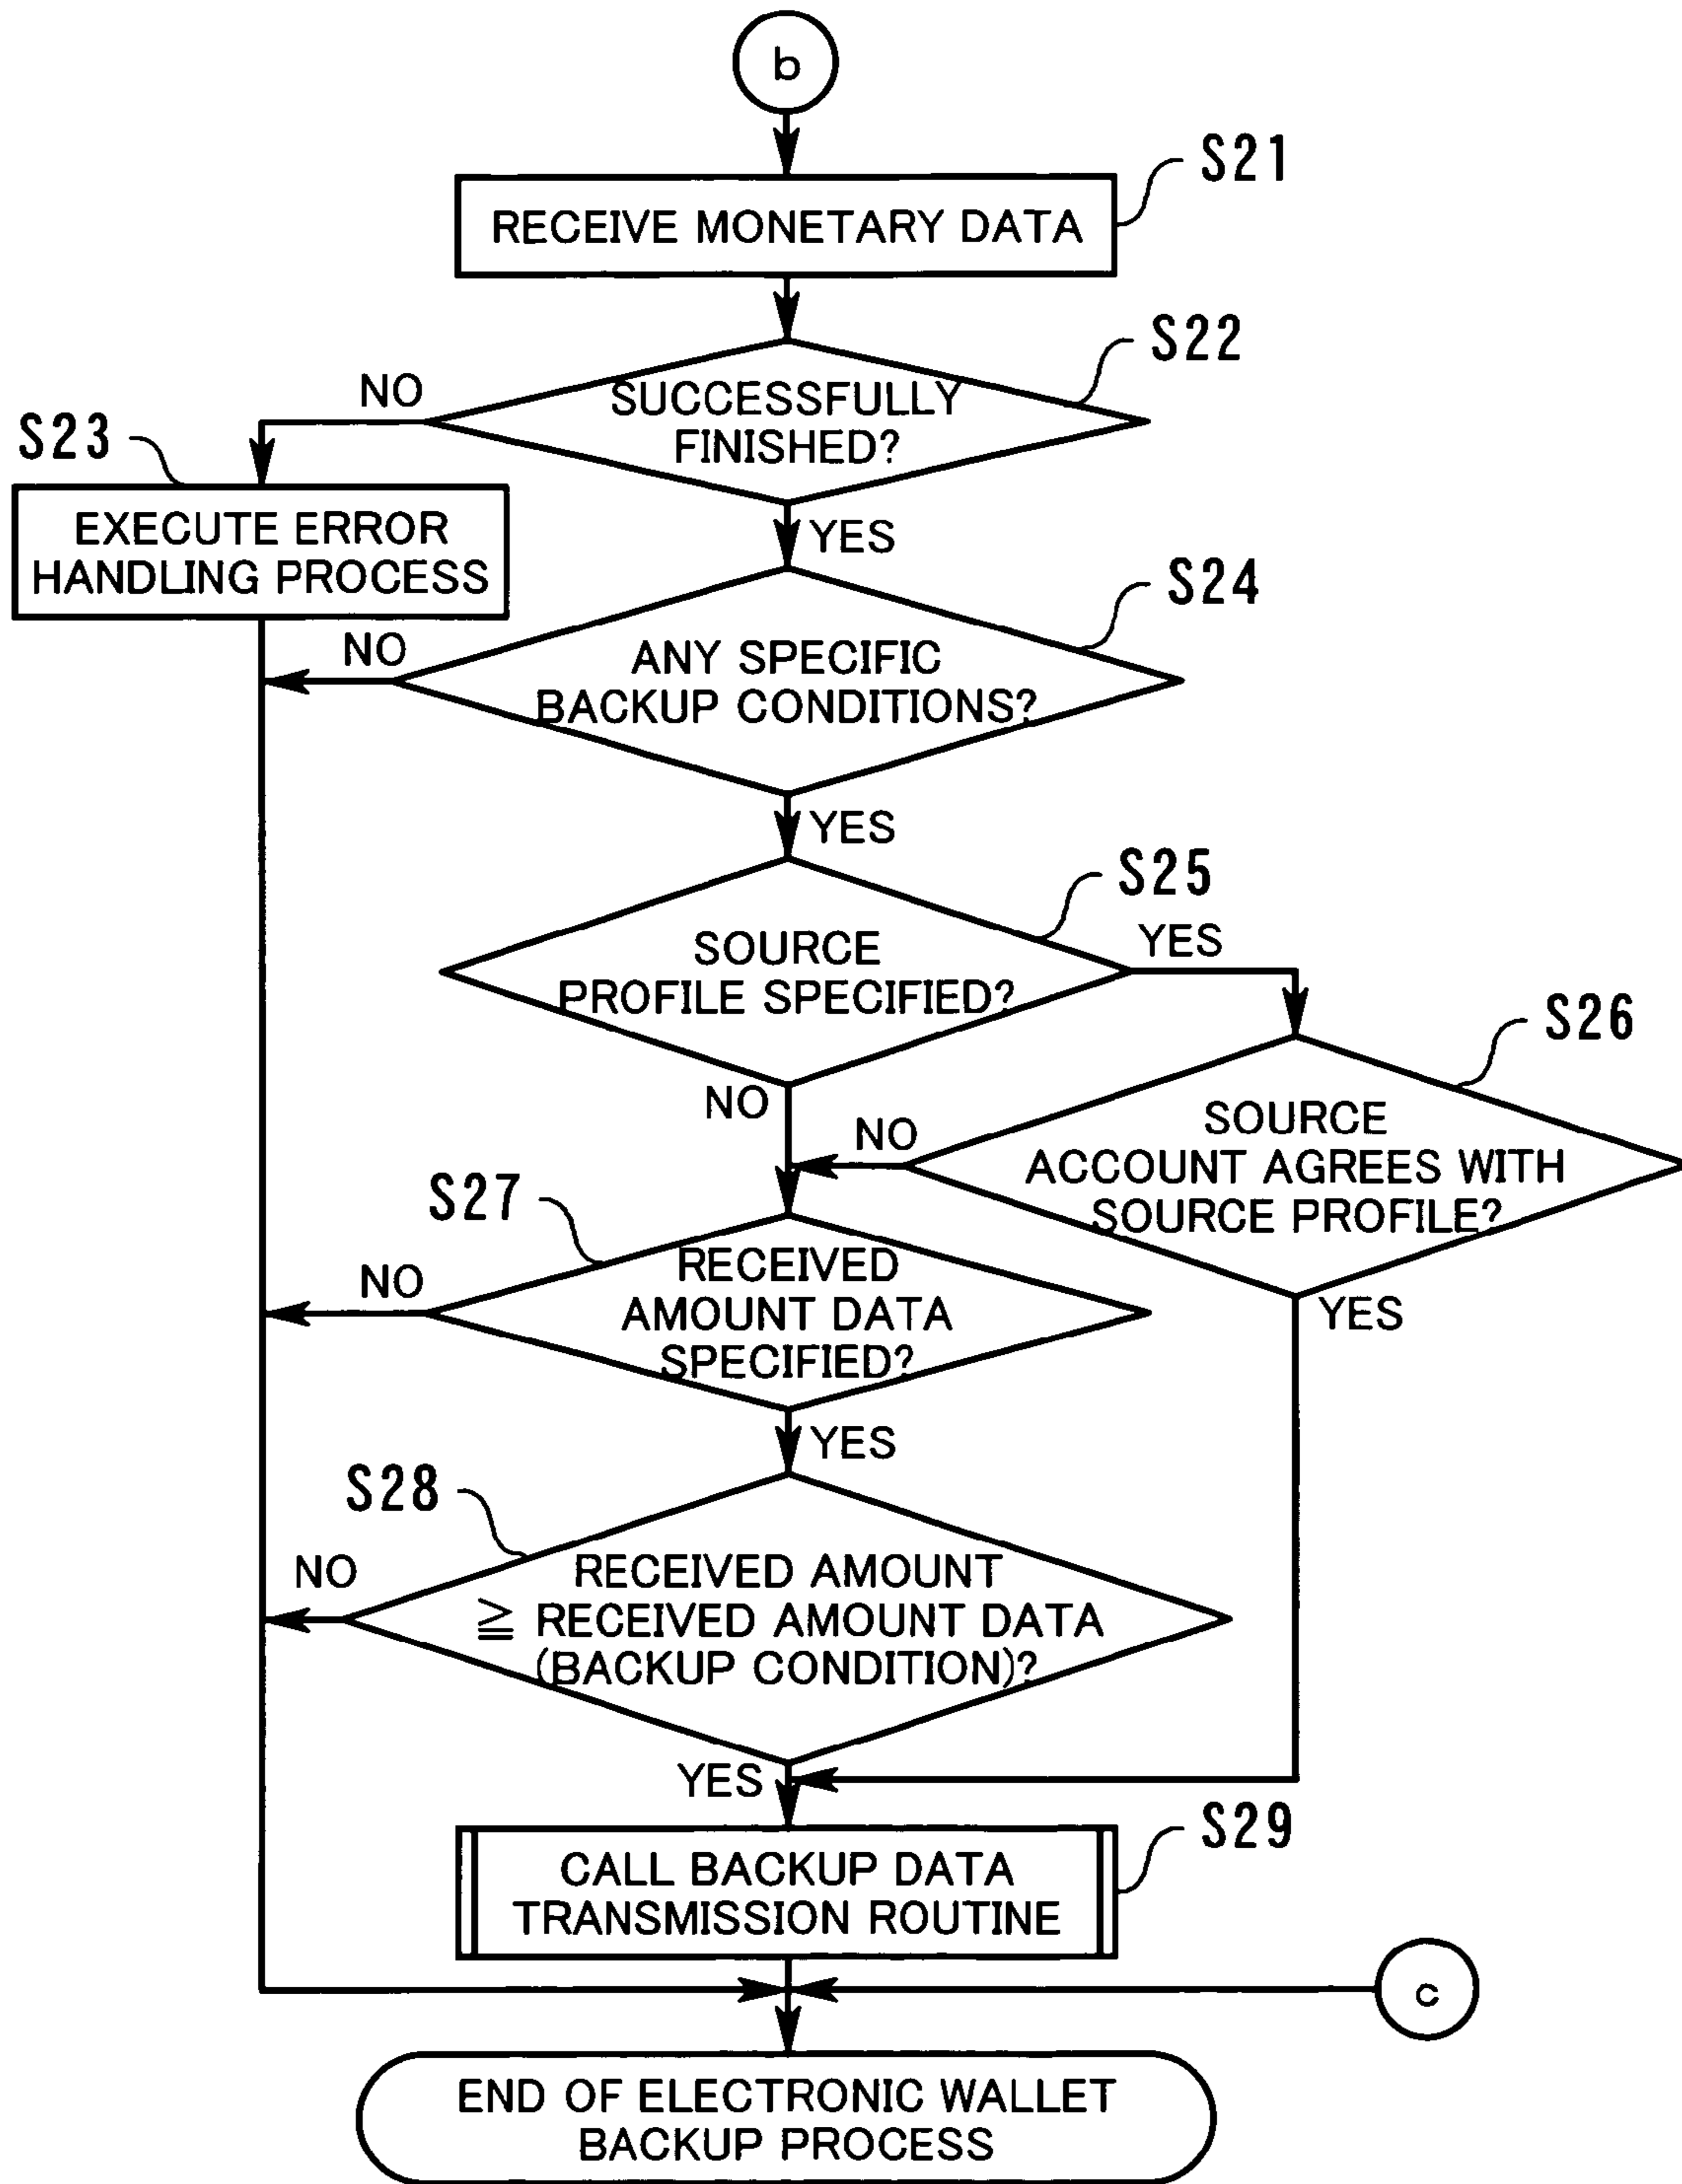 b
S21
RECEIVE MONETARY DATA
S22
NO
SUCCESSFULLY
FINISHED?
S23
YES
EXECUTE ERROR
HANDLING PROCESS
S24
NO
ANY SPECIFIC
BACKUP CONDITIONS?
YES
S25
YES
SOURCE
PROFILE SPECIFIED?
S26
NO
NO
SOURCE
ACCOUNT AGREES WITH
SOURCE PROFILE?
YES
S27
NO
RECEIVED
AMOUNT DATA
SPECIFIED?
YES
S28
NO
RECEIVED AMOUNT
≧ RECEIVED AMOUNT DATA
(BACKUP CONDITION)?
YES
S29
CALL BACKUP DATA
TRANSMISSION ROUTINE
c
END OF ELECTRONIC WALLET
BACKUP PROCESS